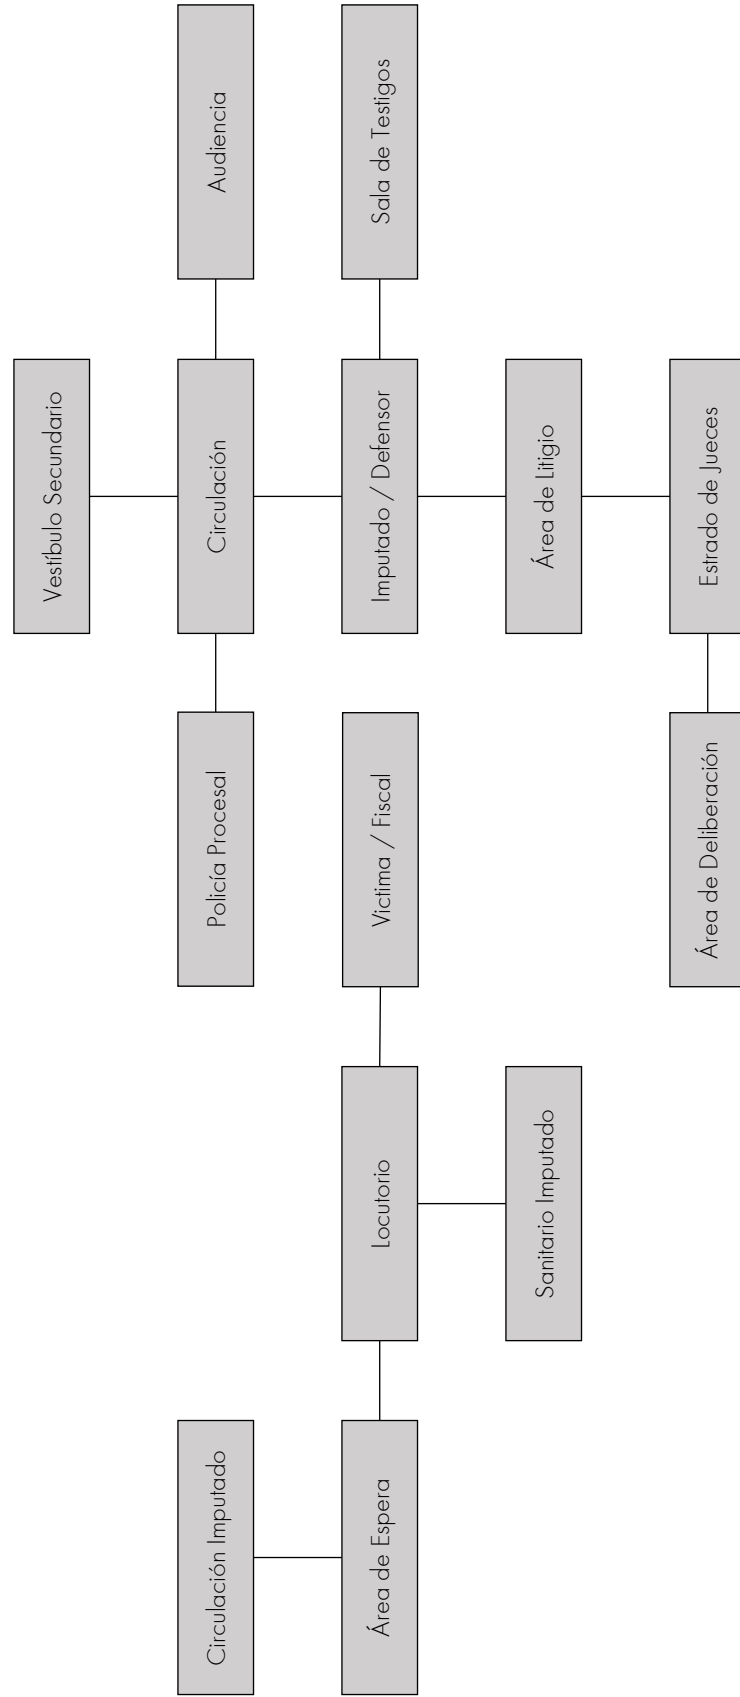 Vestíbulo Secundario
Circulación Imputado
Policía Procesal
Circulación
Audiencia
Área de Espera
Locutorio
Victima / Fiscal
Imputado / Defensor
Sala de Testigos
Sanitario Imputado
Área de Litigio
Área de Deliberación
Estrado de Jueces